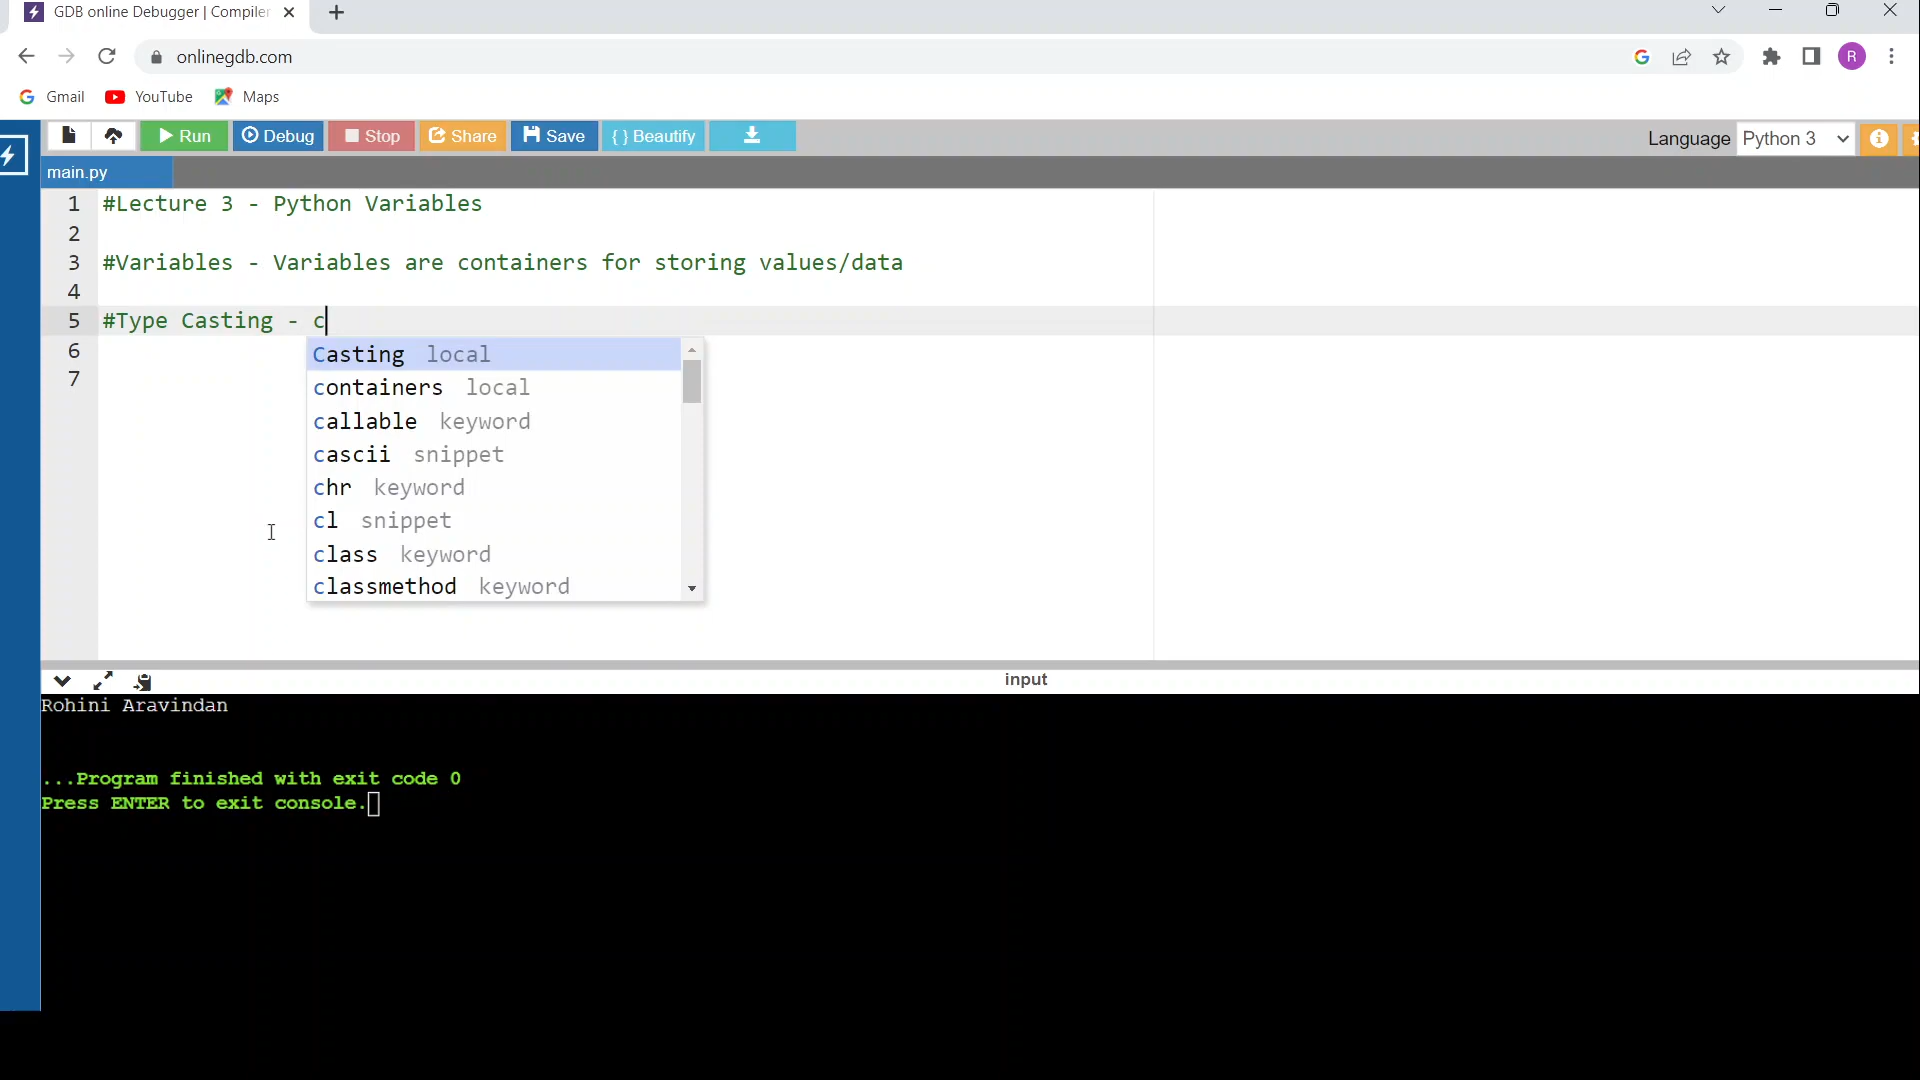 GDB online Debugger | Compiler
onlinegdb.com
R
Gmail YouTube Maps
Run Debug Stop Share Save { } Beautify Language Python 3
main.py
1 #Lecture 3 - Python Variables
2
3 #Variables - Variables are containers for storing values/data
4
5 #Type Casting - c
6
7
Casting local
containers local
callable keyword
cascii snippet
chr keyword
cl snippet
class keyword
classmethod keyword
input
Rohini Aravindan
...Program finished with exit code 0
Press ENTER to exit console.